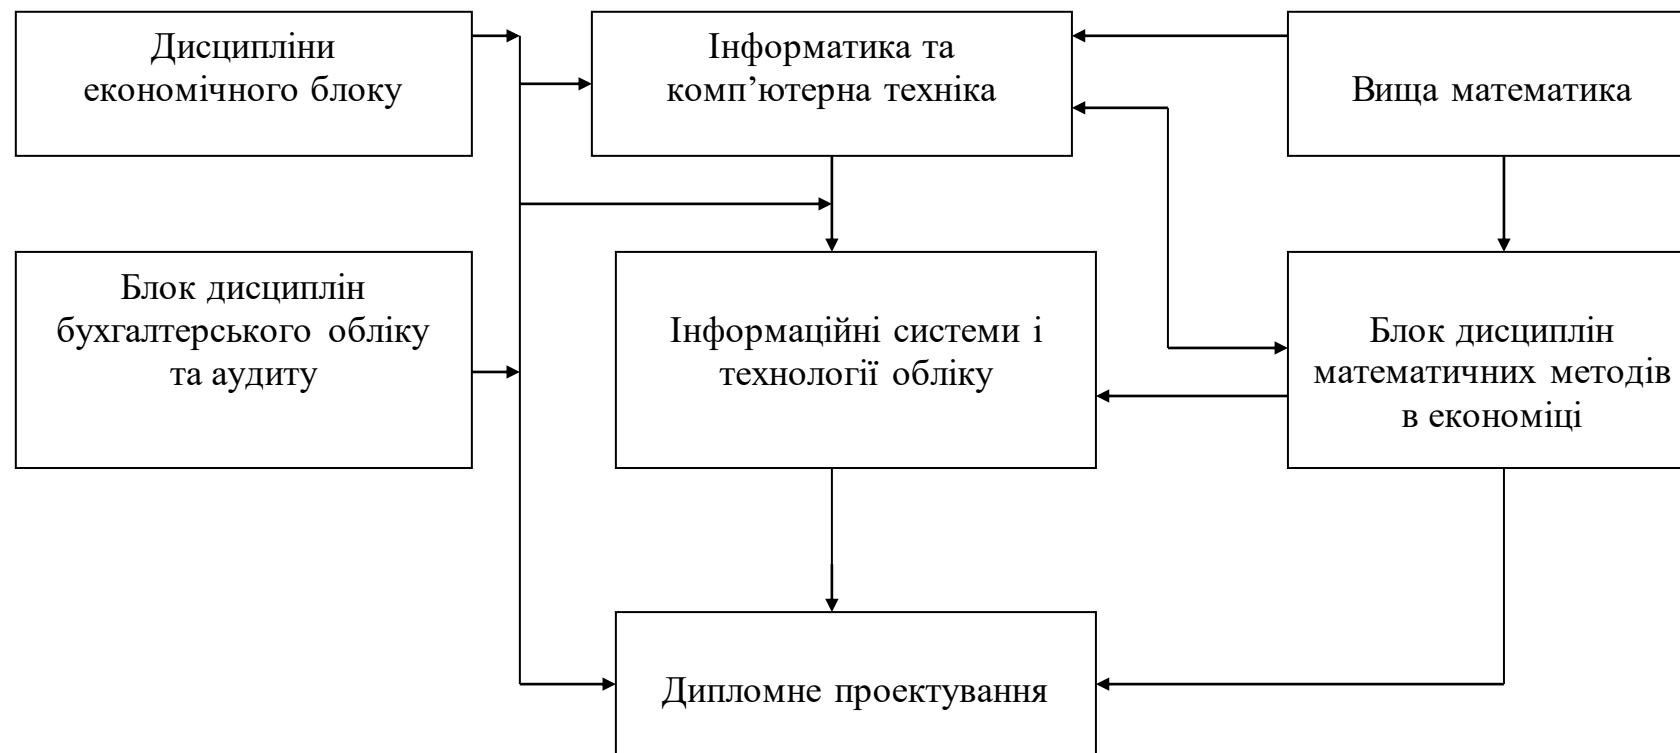 Дисципліни
економічного блоку
Інформатика та
комп’ютерна техніка
Вища математика
Блок дисциплін
бухгалтерського обліку
та аудиту
Інформаційні системи і
технології обліку
Блок дисциплін
математичних методів
в економіці
Дипломне проектування